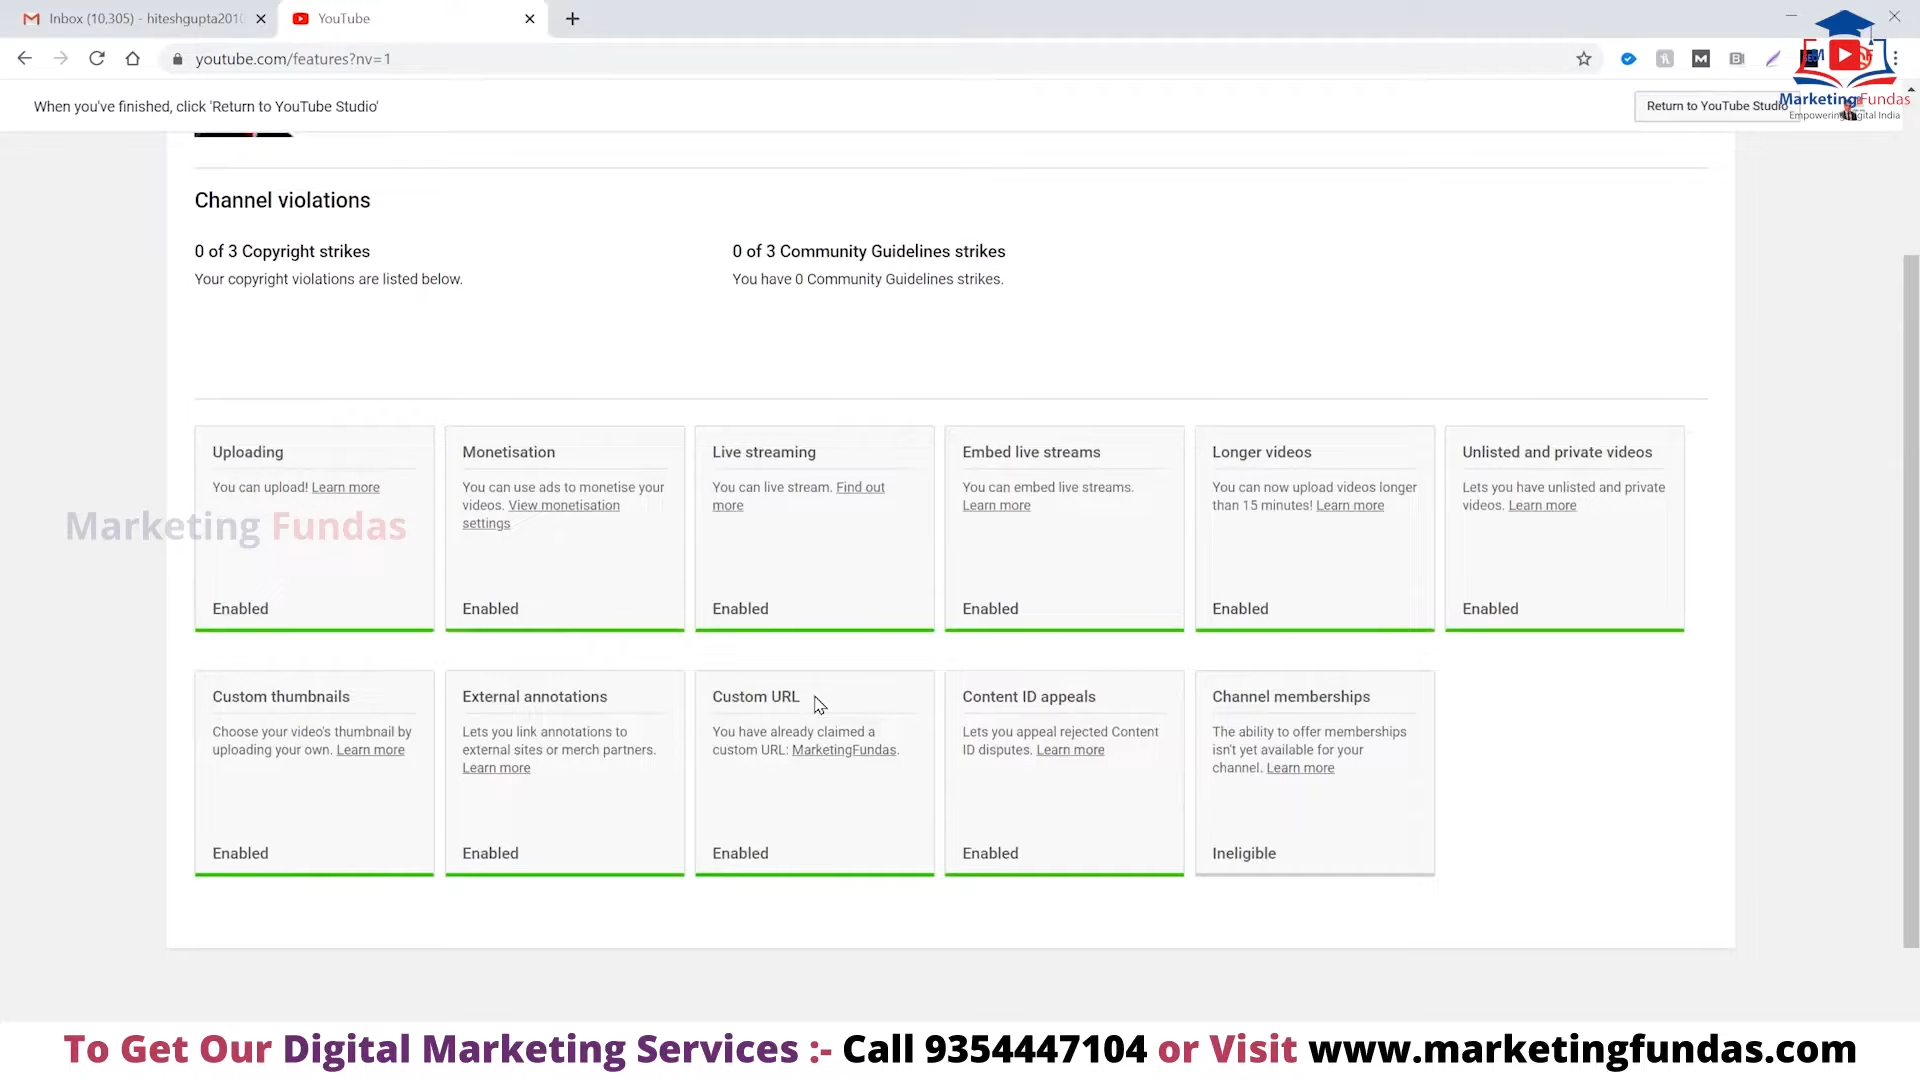 Inbox (10,305) - hiteshgupta2010
YouTube
youtube.com/features?nv=1
When you've finished, click 'Return to YouTube Studio'
Return to YouTube Studio
MarketingFundas
Channel violations
0 of 3 Copyright strikes
0 of 3 Community Guidelines strikes
Your copyright violations are listed below.
You have 0 Community Guidelines strikes.
Uploading
You can upload! Learn more
Enabled
Monetisation
You can use ads to monetise your
videos. View monetisation
settings
Enabled
Live streaming
You can live stream. Find out
more
Enabled
Embed live streams
You can embed live streams.
Learn more
Enabled
Longer videos
You can now upload videos longer
than 15 minutes! Learn more
Enabled
Unlisted and private videos
Lets you have unlisted and private
videos. Learn more
Enabled
Marketing Fundas
Custom thumbnails
Choose your video's thumbnail by
uploading your own. Learn more
Enabled
External annotations
Lets you link annotations to
external sites or merch partners.
Learn more
Enabled
Custom URL
You have already claimed a
custom URL: MarketingFundas.
Enabled
Content ID appeals
Lets you appeal rejected Content
ID disputes. Learn more
Enabled
Channel memberships
The ability to offer memberships
isn't yet available for your
channel. Learn more
Ineligible
To Get Our Digital Marketing Services :- Call 9354447104 or Visit www.marketingfundas.com